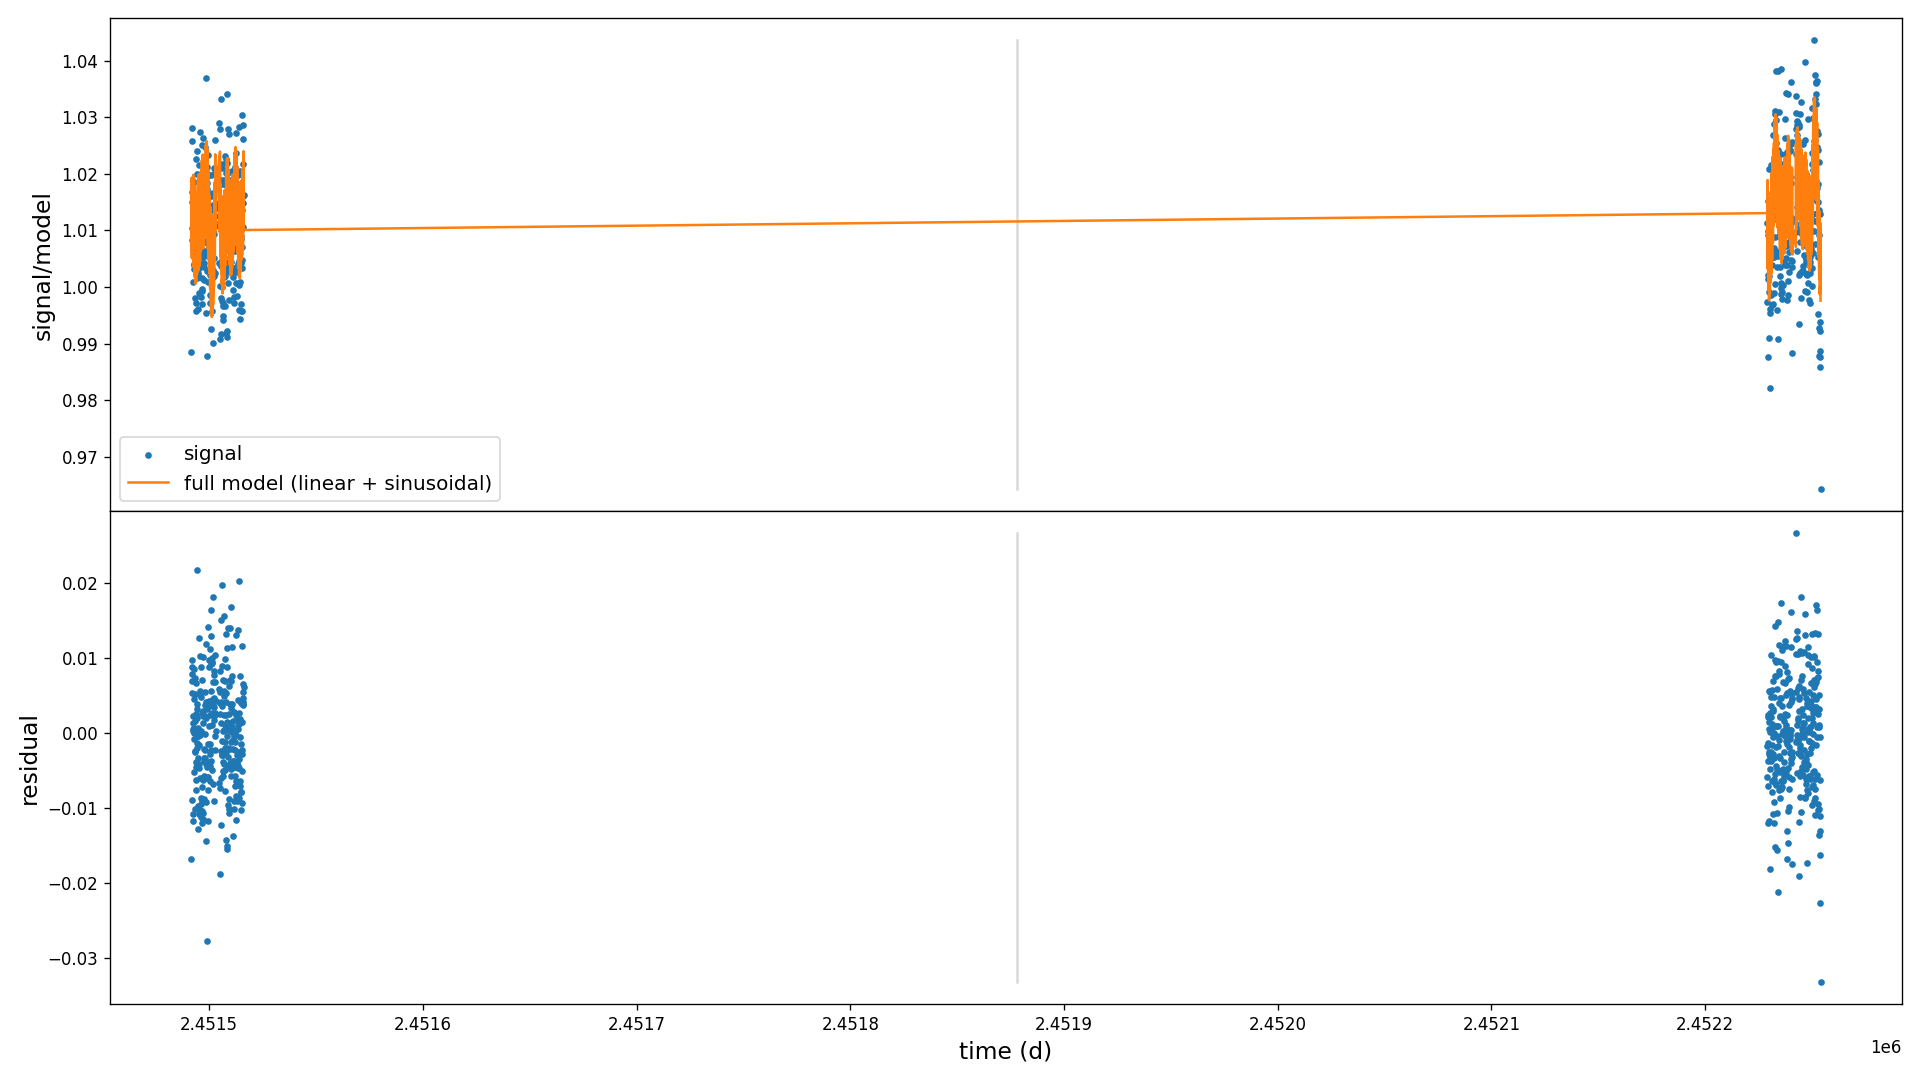 1.04
1.03
1.02
1.01
1.00
0.99
0.98
0.97
signal/model
signal
full model (linear + sinusoidal)
0.02
0.01
0.00
−0.01
−0.02
−0.03
residual
2.4515 2.4516 2.4517 2.4518 2.4519 2.4520 2.4521 2.4522
1e6
time (d)